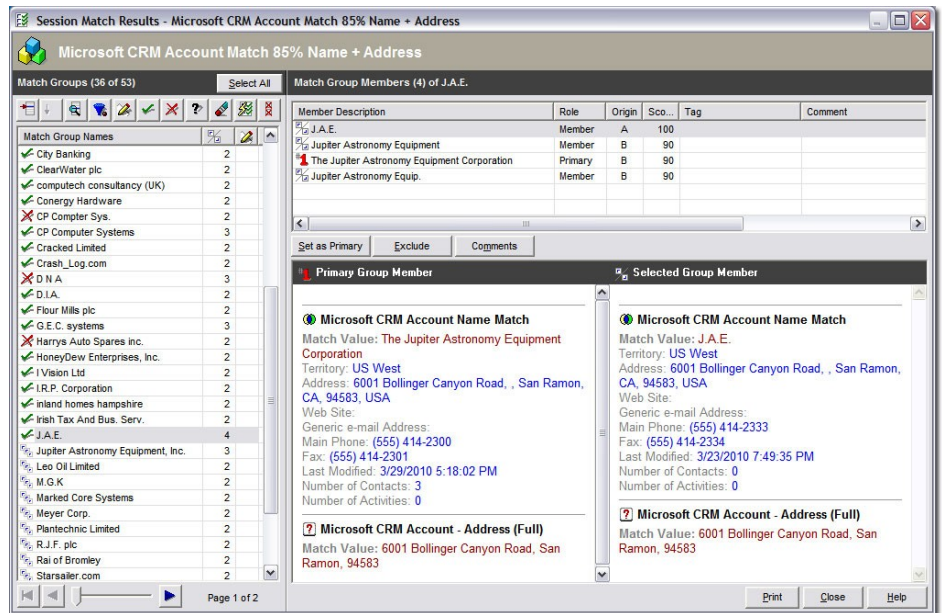 Session Match Results - Microsoft CRM Account Match 85% Name + Address
Microsoft CRM Account Match 85% Name + Address
Match Groups (36 of 53)
Select All
Match Group Names
City Banking 2
ClearWater plc 2
computech consultancy (UK) 2
Conergy Hardware 2
CP Compter Sys. 2
CP Computer Systems 3
Cracked Limited 2
Crash_Log.com 2
D N A 3
D.I.A. 2
Flour Mills plc 2
G.E.C. systems 3
Harrys Auto Spares inc. 2
HoneyDew Enterprises, Inc. 2
I Vision Ltd 2
I.R.P. Corporation 2
inland homes hampshire 2
Irish Tax And Bus. Serv. 2
J.A.E. 4
Jupiter Astronomy Equipment, Inc. 3
Leo Oil Limited 2
M.G.K 2
Marked Core Systems 2
Meyer Corp. 2
Plantechnic Limited 2
R.J.F. plc 2
Rai of Bromley 2
Starsailer.com 2
Page 1 of 2
Match Group Members (4) of J.A.E.
Member Description Role Origin Sco... Tag Comment
J.A.E. Member A 100
Jupiter Astronomy Equipment Member B 90
1 The Jupiter Astronomy Equipment Corporation Primary B 90
Jupiter Astronomy Equip. Member B 90
Set as Primary Exclude Comments
1 Primary Group Member
Microsoft CRM Account Name Match
Match Value: The Jupiter Astronomy Equipment
Corporation
Territory: US West
Address: 6001 Bollinger Canyon Road, , San Ramon,
CA, 94583, USA
Web Site:
Generic e-mail Address:
Main Phone: (555) 414-2300
Fax: (555) 414-2301
Last Modified: 3/29/2010 5:18:02 PM
Number of Contacts: 3
Number of Activities: 0
? Microsoft CRM Account - Address (Full)
Match Value: 6001 Bollinger Canyon Road, San
Ramon, 94583
Selected Group Member
Microsoft CRM Account Name Match
Match Value: J.A.E.
Territory: US West
Address: 6001 Bollinger Canyon Road, , San Ramon,
CA, 94583, USA
Web Site:
Generic e-mail Address:
Main Phone: (555) 414-2333
Fax: (555) 414-2334
Last Modified: 3/23/2010 7:49:35 PM
Number of Contacts: 0
Number of Activities: 0
? Microsoft CRM Account - Address (Full)
Match Value: 6001 Bollinger Canyon Road, San
Ramon, 94583
Print Close Help